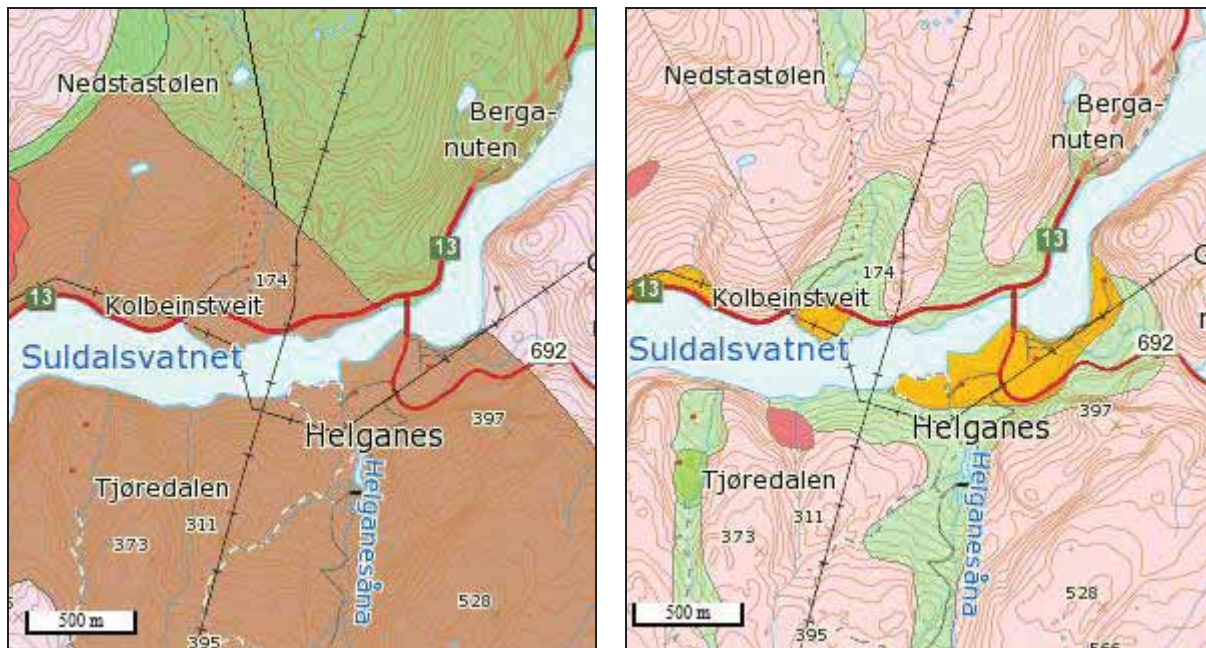 Nedstastølen
Berga-
nuten
13
174
13
Kolbeinstveit
Suldalsvatnet
692
397
Helganes
Helganesåna
Tjøredalen
311
373
528
500 m
395
Nedstastølen
Berga-
nuten
13
174
13
Kolbeinstveit
Suldalsvatnet
692
397
Helganes
Helganesåna
Tjøredalen
311
373
528
500 m
395